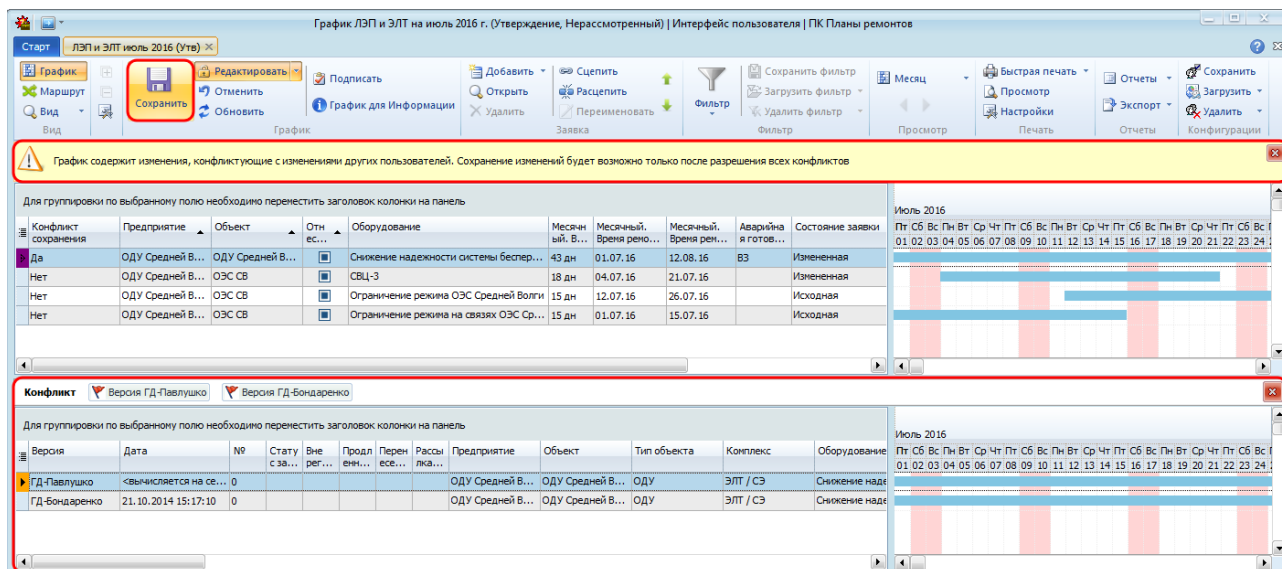 График ЛЭП и ЭЛТ на июль 2016 г. (Утверждение, Нерассмотренный) | Интерфейс пользователя | ПК Планы ремонтов
Старт ЛЭП и ЭЛТ июль 2016 (Утв)
График Сохранить Редактировать Подписать Добавить Сцепить Фильтр Сохранить фильтр Месяц Быстрая печать Отчеты Сохранить
Маршрут Отменить График для Информации Открыть Расцепить Загрузить фильтр Просмотр Экспорт Загрузить
Вид Обновить Удалить Переименовать Удалить фильтр Настройки Удалить
Вид График Заявка Фильтр Просмотр Печать Отчеты Конфигурации
График содержит изменения, конфликтующие с изменениями других пользователей. Сохранение изменений будет возможно только после разрешения всех конфликтов
Для группировки по выбранному полю необходимо переместить заголовок колонки на панель
Июль 2016
Конфликт Предприятие Объект Отн Оборудование Месячн Месячный. Месячный. Аварийна Состояние заявки Пт Сб Вс Пн Вт Ср Чт Пт Сб Вс Пн Вт Ср Чт Пт Сб Вс Пн Вт Ср Чт Пт Сб Вс
сохранения ес... ый. В... Время рено... Время рен... я готов... 01 02 03 04 05 06 07 08 09 10 11 12 13 14 15 16 17 18 19 20 21 22 23 24
Да ОДУ Средней В... ОДУ Средней В... Снижение надежности системы беспер... 43 дн 01.07.16 12.08.16 ВЗ Измененная
Нет ОДУ Средней В... ОЭС СВ СВЦ-3 18 дн 04.07.16 21.07.16 Измененная
Нет ОДУ Средней В... ОЭС СВ Ограничение режина ОЭС Средней Волги 15 дн 12.07.16 26.07.16 Исходная
Нет ОДУ Средней В... ОЭС СВ Ограничение режина на связях ОЭС Ср... 15 дн 01.07.16 15.07.16 Исходная
Конфликт Версия ГД-Павлушко Версия ГД-Бондаренко
Для группировки по выбранному полю необходимо переместить заголовок колонки на панель
Июль 2016
Версия Дата № Стату Вне Продл Перен Рассы Предприятие Объект Тип объекта Комплекс Оборудование Пт Сб Вс Пн Вт Ср Чт Пт Сб Вс Пн Вт Ср Чт Пт Сб Вс Пн Вт Ср Чт Пт Сб Вс
с за... рег... енн... есе... лка... 01 02 03 04 05 06 07 08 09 10 11 12 13 14 15 16 17 18 19 20 21 22 23 24
ГД-Павлушко <вычисляется на се... 0 ОДУ Средней В... ОДУ Средней В... ОДУ ЭЛТ / СЭ Снижение наде
ГД-Бондаренко 21.10.2014 15:17:10 0 ОДУ Средней В... ОДУ Средней В... ОДУ ЭЛТ / СЭ Снижение наде